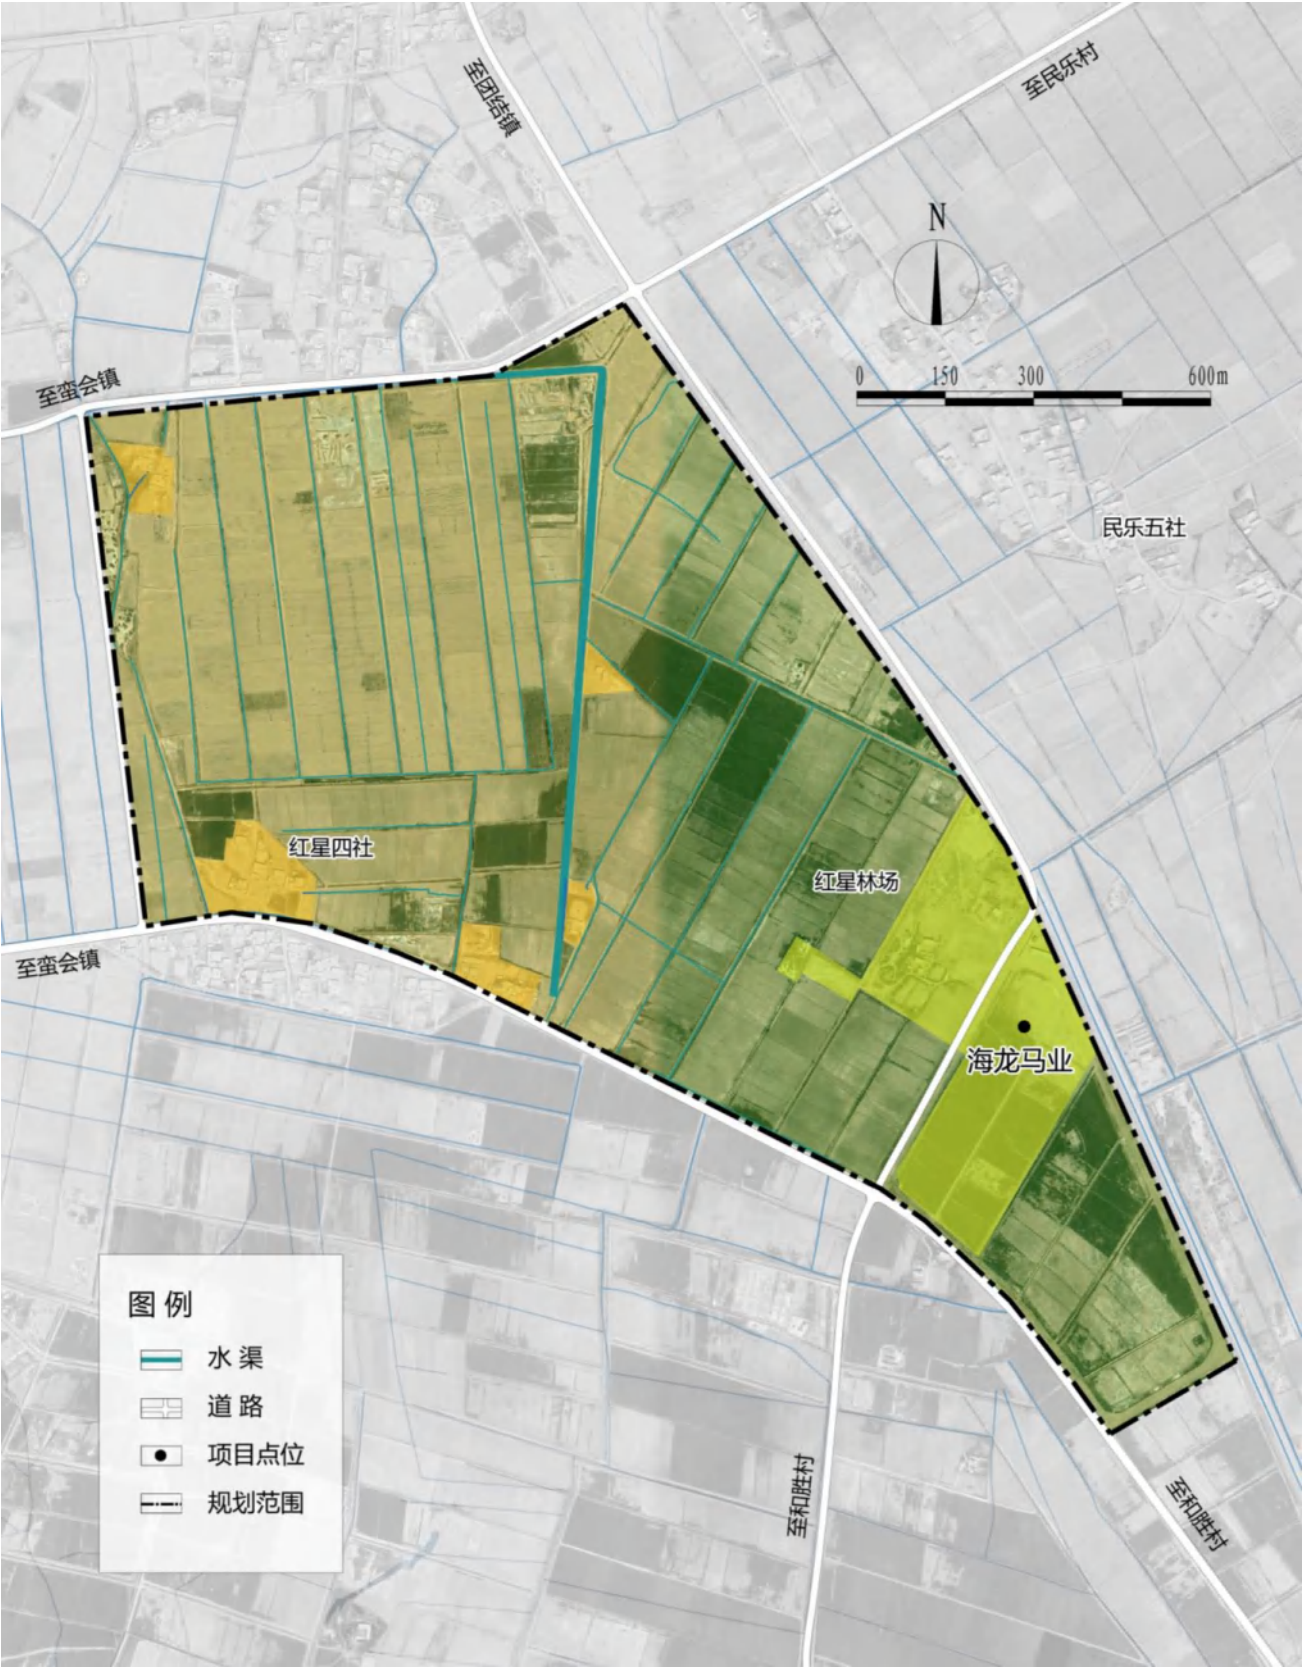 至团结镇
至民乐村
N
0 150 300 600m
至蛮会镇
民乐五社
红星四社
红星林场
至蛮会镇
海龙马业
图例
水渠
道路
项目点位
规划范围
至和胜村
至和胜村